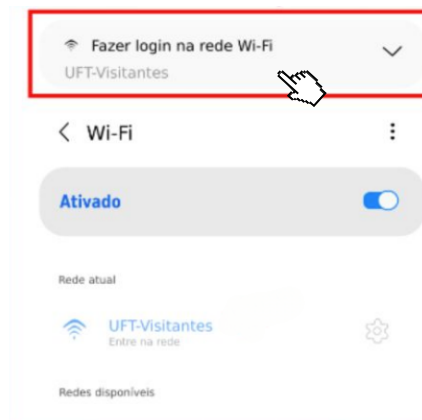 Fazer login na rede Wi-Fi
UFT-Visitantes
Wi-Fi
Ativado
Rede atual
UFT-Visitantes
Entre na rede
Redes disponíveis